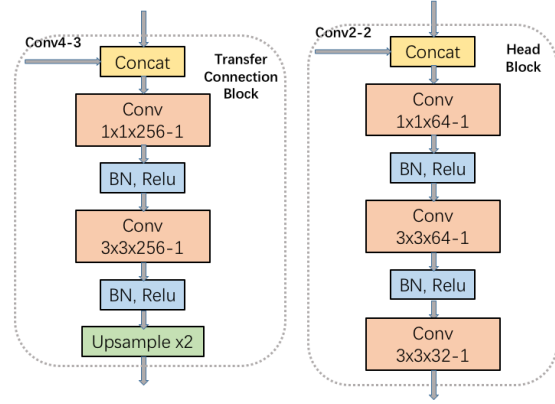 Conv4-3
Concat
Transfer
Connection
Block
Conv
1x1x256-1
BN, Relu
Conv
3x3x256-1
BN, Relu
Upsample x2
Conv2-2
Concat
Head
Block
Conv
1x1x64-1
BN, Relu
Conv
3x3x64-1
BN, Relu
Conv
3x3x32-1